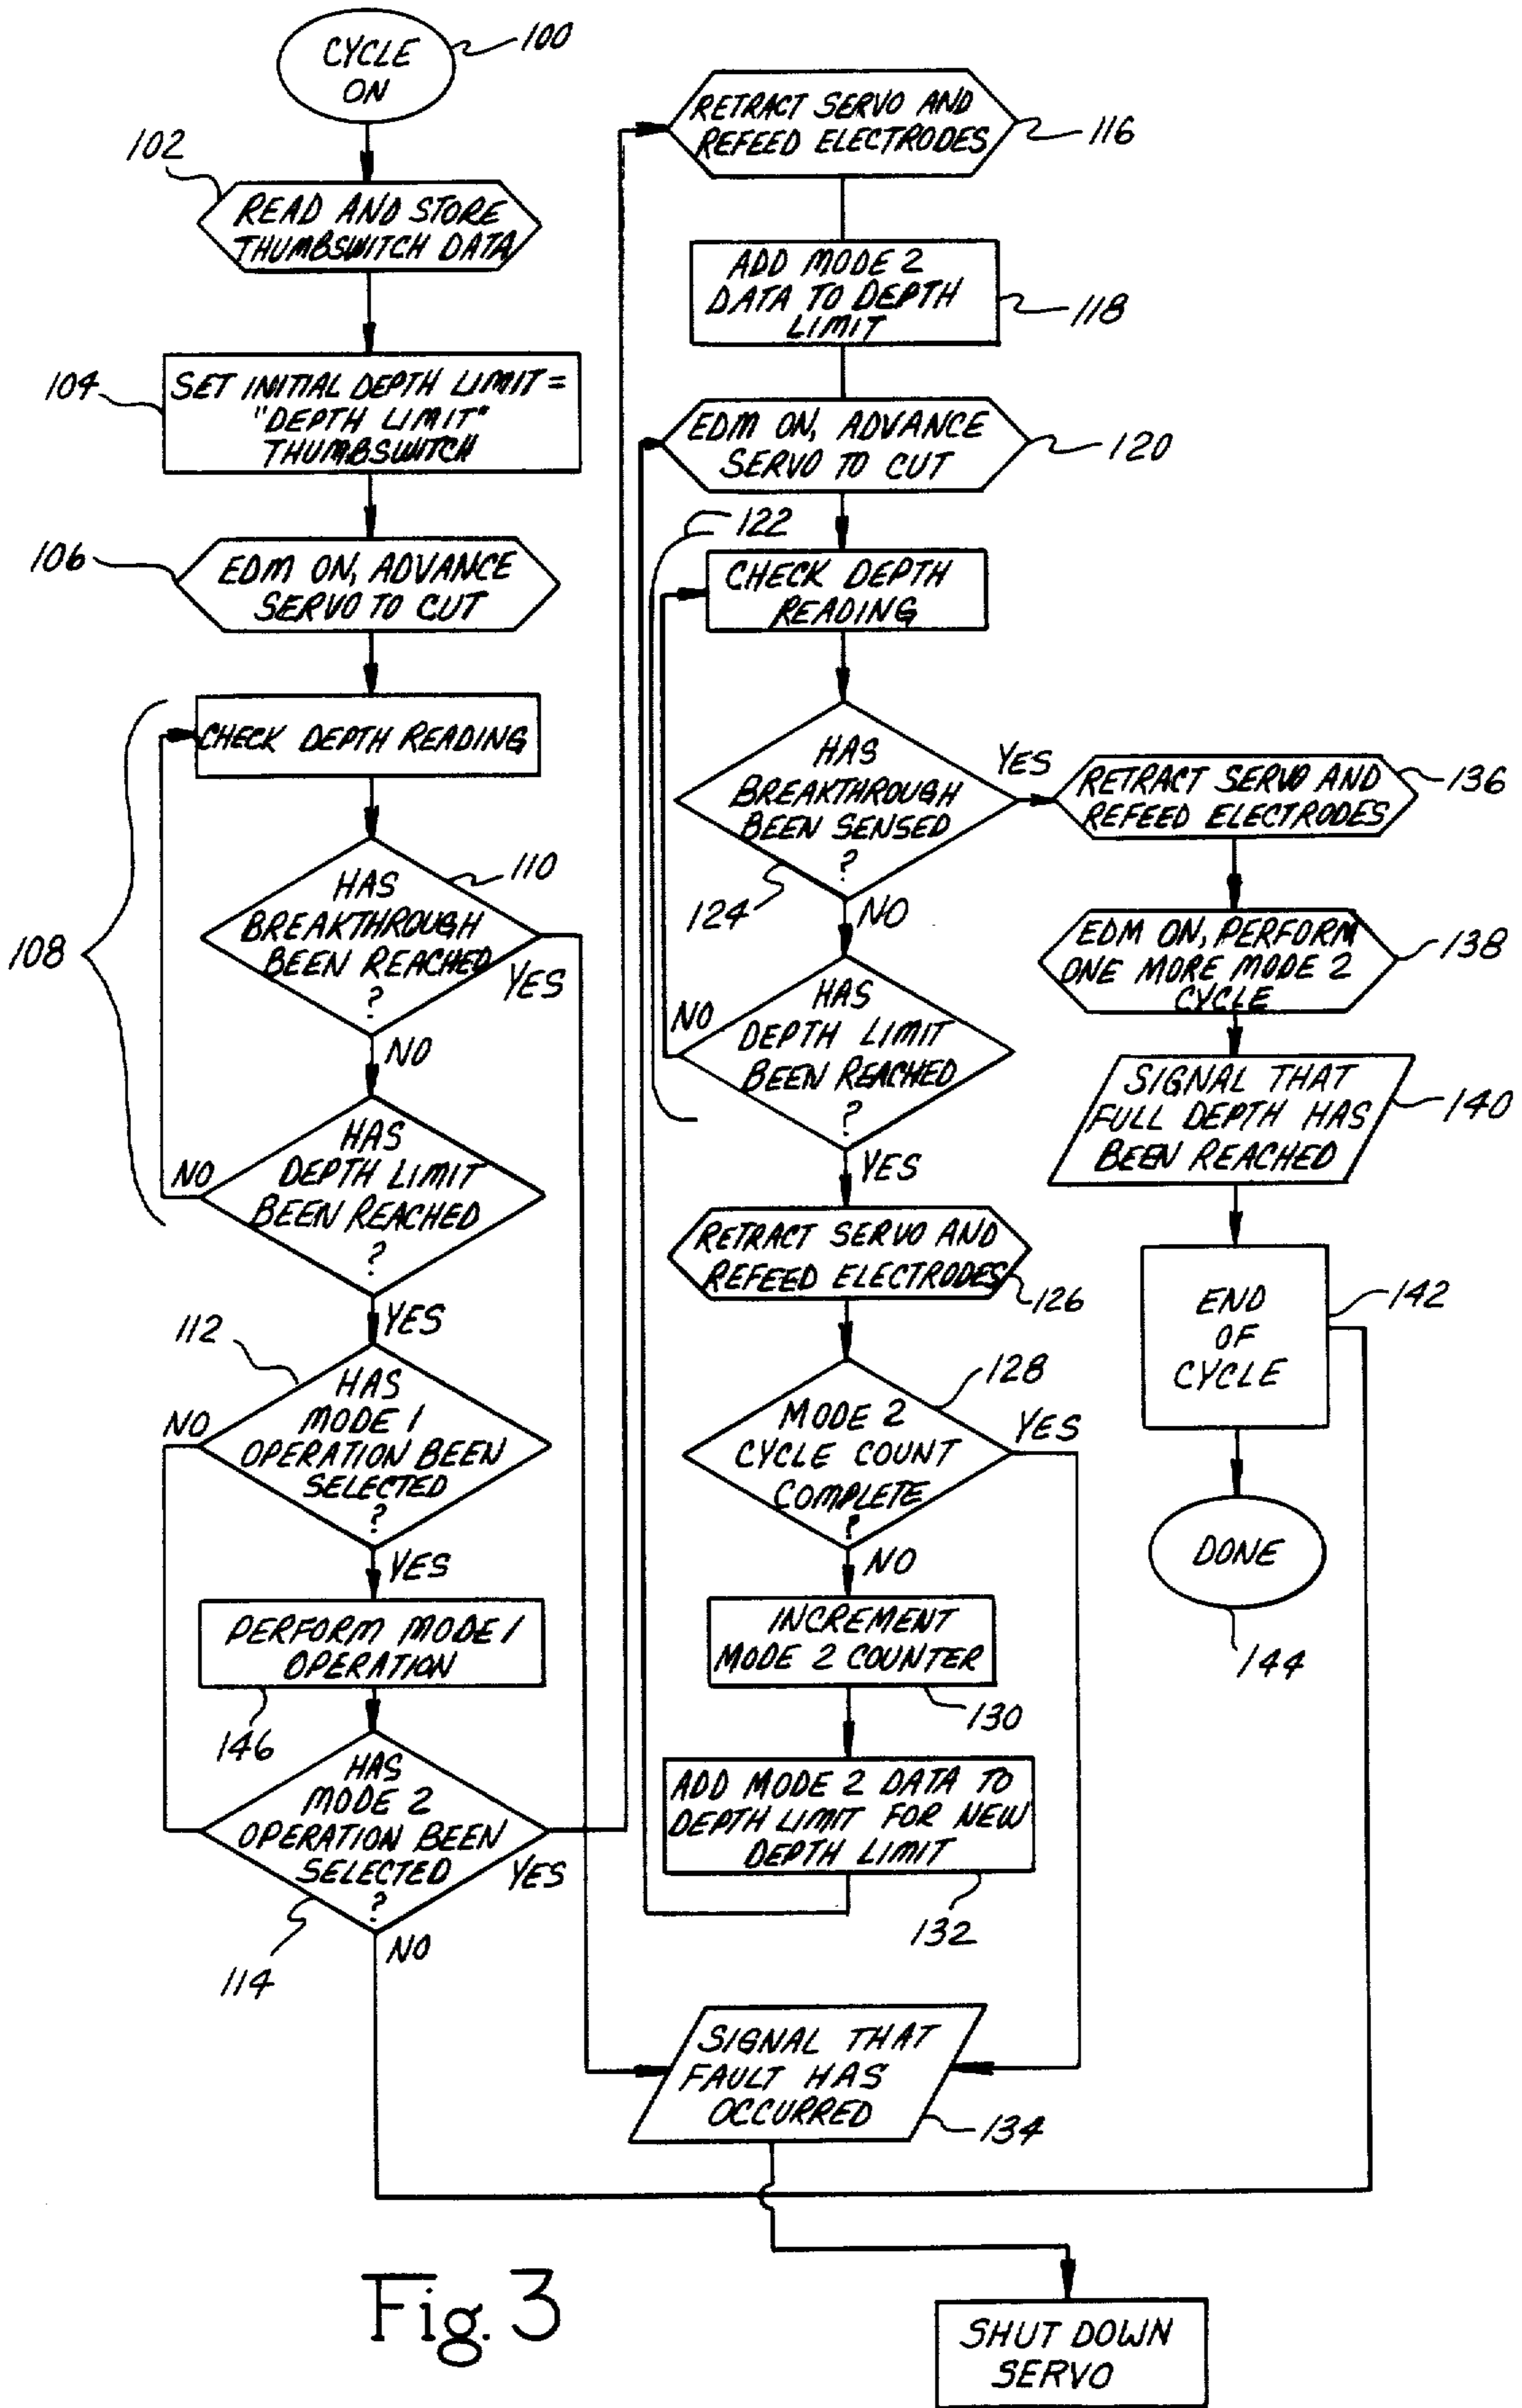 CYCLE
ON
100
102
READ AND STORE
THUMBSWITCH DATA
104
SET INITIAL DEPTH LIMIT =
"DEPTH LIMIT"
THUMBSWITCH
106
EDM ON, ADVANCE
SERVO TO CUT
108
CHECK DEPTH READING
110
HAS
BREAKTHROUGH
BEEN REACHED
?
YES
NO
HAS
DEPTH LIMIT
BEEN REACHED
?
NO
YES
112
HAS
MODE 1
OPERATION BEEN
SELECTED
?
NO
YES
PERFORM MODE 1
OPERATION
146
HAS
MODE 2
OPERATION BEEN
SELECTED
?
YES
NO
114
RETRACT SERVO AND
REFEED ELECTRODES
116
ADD MODE 2
DATA TO DEPTH
LIMIT
118
EDM ON, ADVANCE
SERVO TO CUT
120
122
CHECK DEPTH
READING
HAS
BREAKTHROUGH
BEEN SENSED
?
YES
124
NO
HAS
DEPTH LIMIT
BEEN REACHED
?
NO
YES
RETRACT SERVO AND
REFEED ELECTRODES
126
128
MODE 2
CYCLE COUNT
COMPLETE
?
YES
NO
INCREMENT
MODE 2 COUNTER
130
ADD MODE 2 DATA TO
DEPTH LIMIT FOR NEW
DEPTH LIMIT
132
SIGNAL THAT
FAULT HAS
OCCURRED
134
RETRACT SERVO AND
REFEED ELECTRODES
136
EDM ON, PERFORM
ONE MORE MODE 2
CYCLE
138
SIGNAL THAT
FULL DEPTH HAS
BEEN REACHED
140
END
OF
CYCLE
142
DONE
144
SHUT DOWN
SERVO
Fig. 3